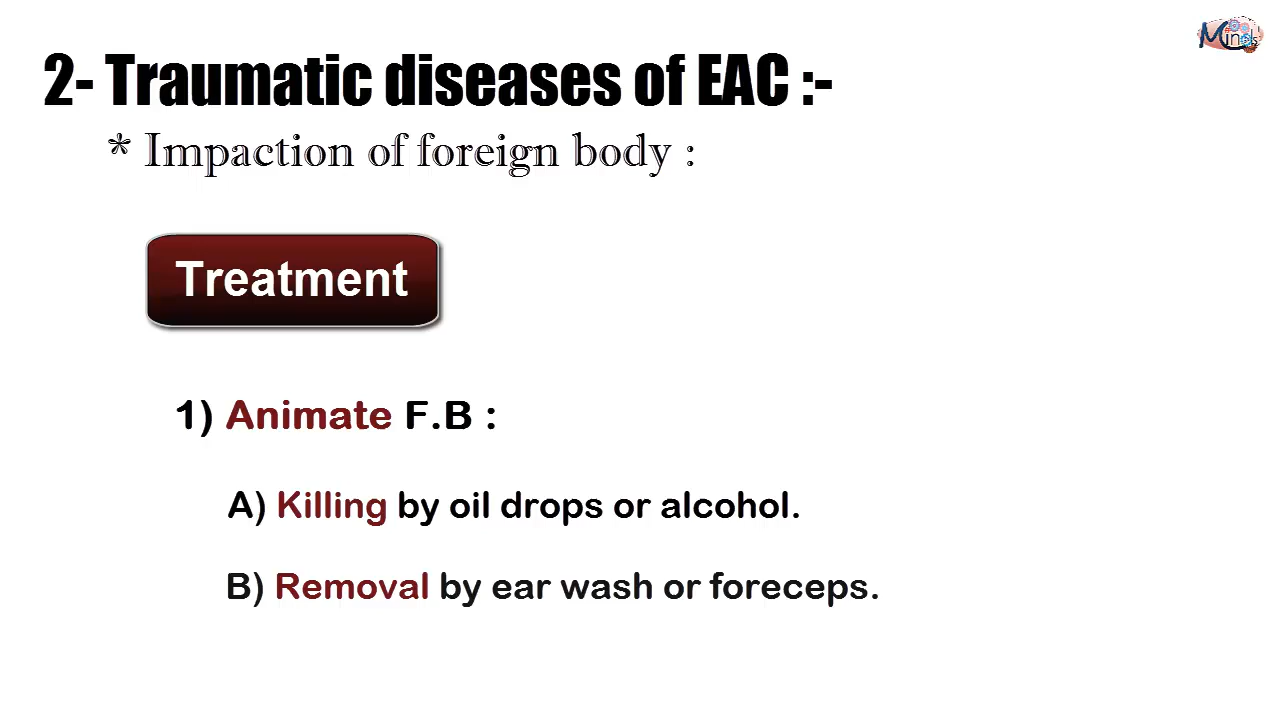 Minds
2- Traumatic diseases of EAC :-
* Impaction of foreign body :
Treatment
1) Animate F.B :
A) Killing by oil drops or alcohol.
B) Removal by ear wash or foreceps.